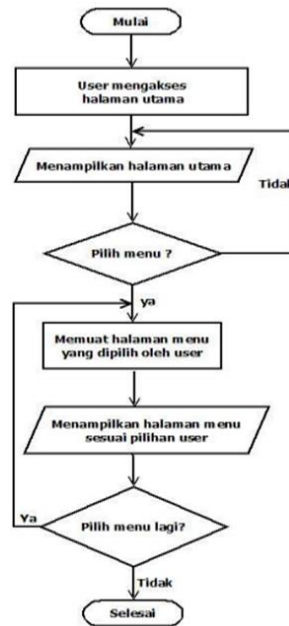 Mulai
User mengakses
halaman utama
Menampilkan halaman utama
Tidak
Pilih menu ?
ya
Memuat halaman menu
yang dipilih oleh user
Menampilkan halaman menu
sesuai pilihan user
Ya
Pilih menu lagi?
Tidak
Selesai